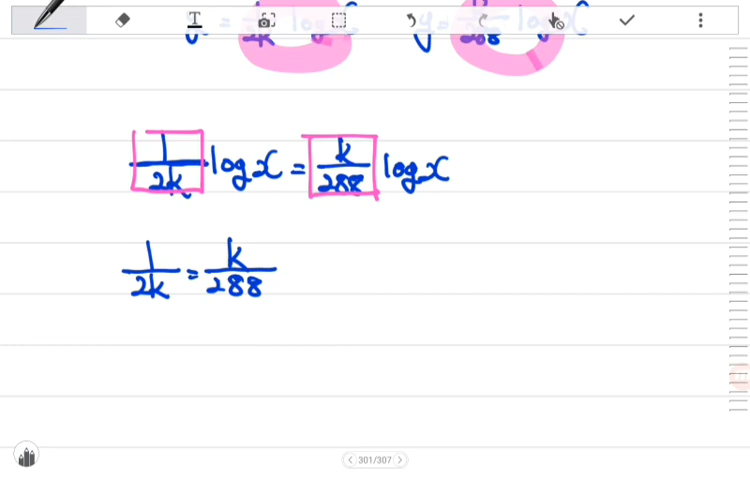 T
1/2k log x = k/288 log x
1/2k = k/288
301/307